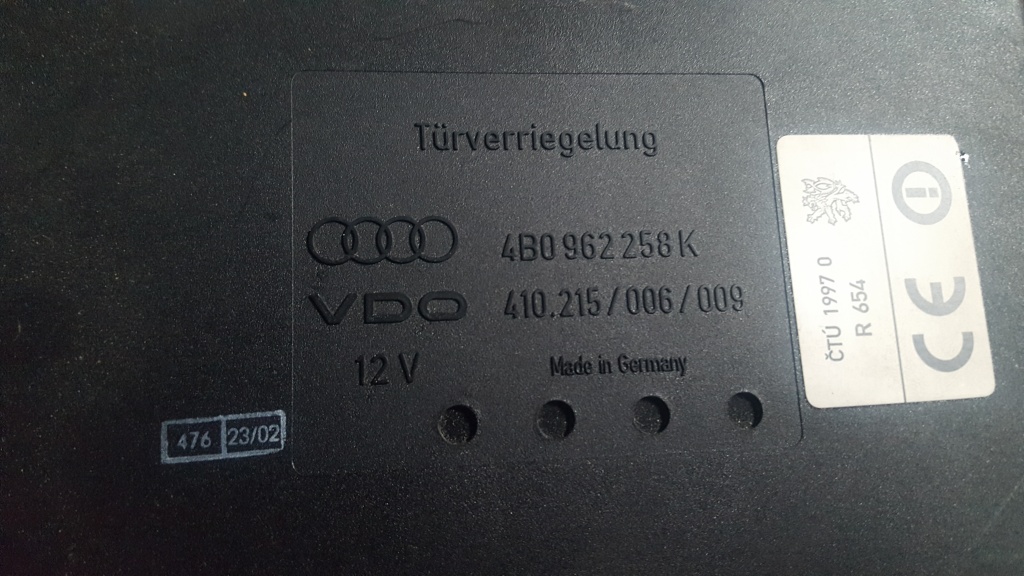 Türverriegelung
4B0 962 258 K
VDO 410.215/006/009
12 V Made in Germany
476 23/02
ČTÚ 1997 0
R 654
CE